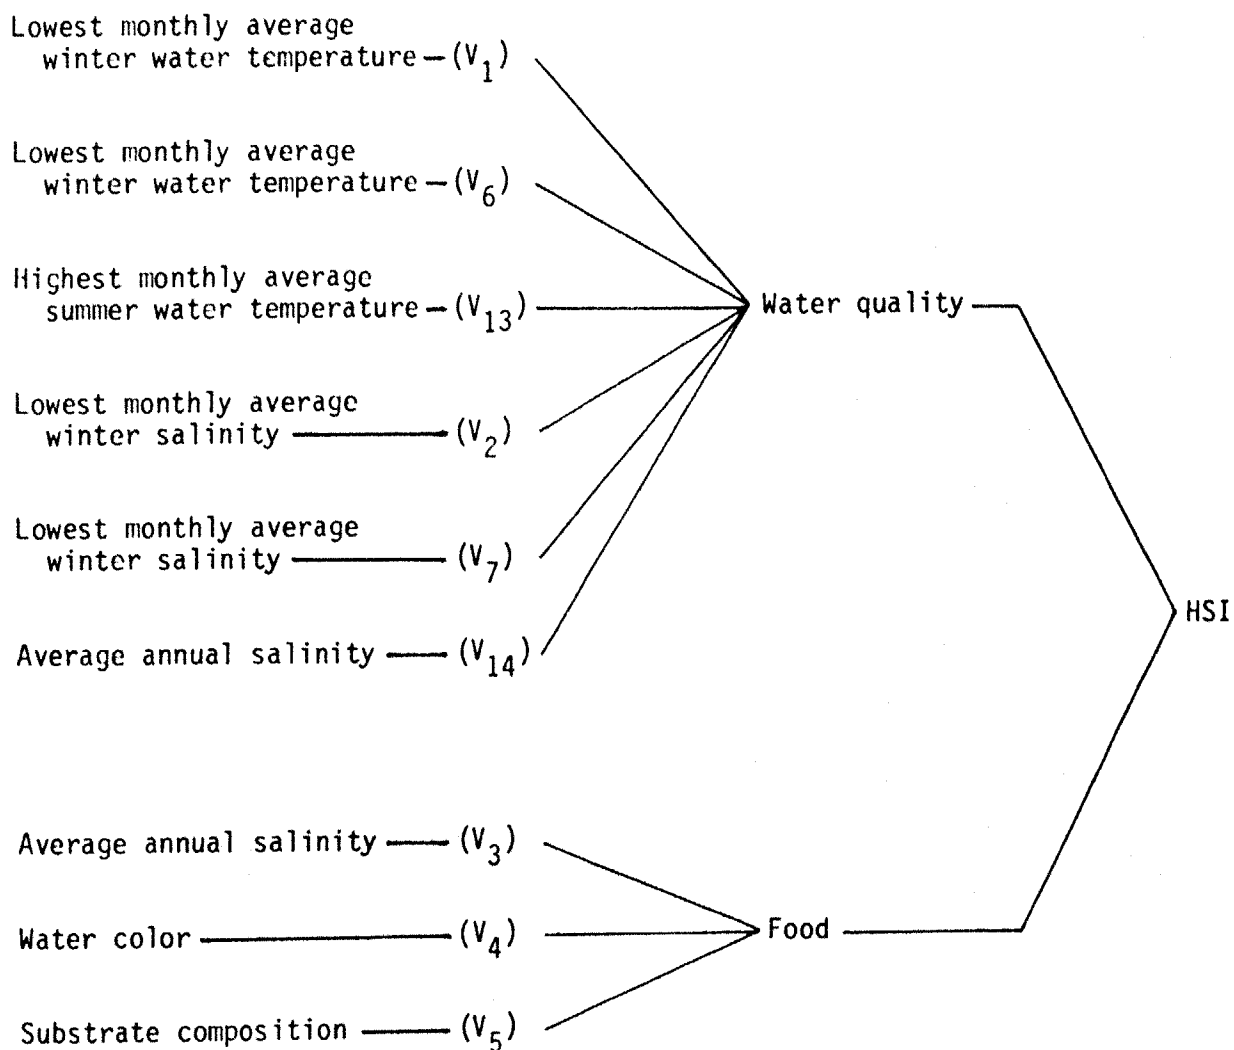 Lowest monthly average
winter water temperature — (V1)
Lowest monthly average
winter water temperature — (V6)
Highest monthly average
summer water temperature — (V13)
Water quality
Lowest monthly average
winter salinity — (V2)
Lowest monthly average
winter salinity — (V7)
HSI
Average annual salinity — (V14)
Average annual salinity — (V3)
Water color — (V4)
Food
Substrate composition — (V5)